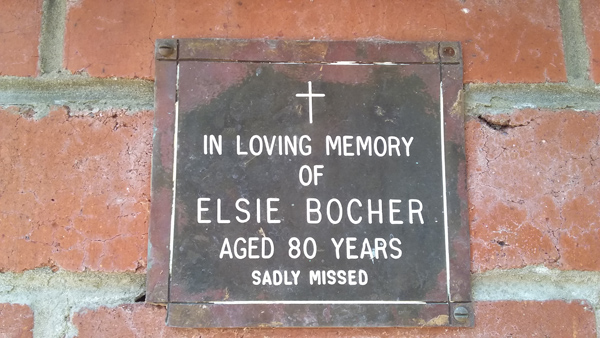 IN LOVING MEMORY
OF
ELSIE BOCHER
AGED 80 YEARS
SADLY MISSED